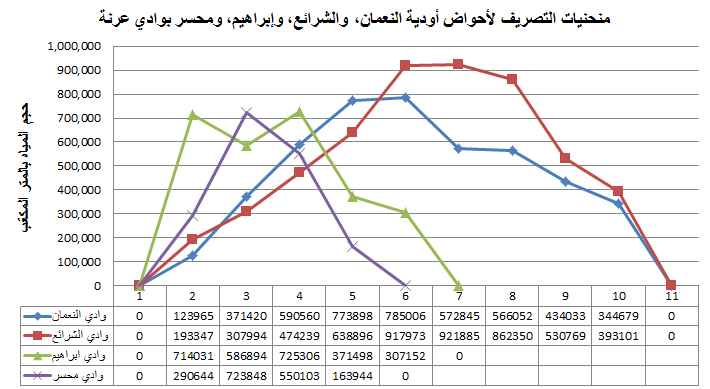 منحنيات التصريف لأحواض أودية النعمان، والشرائع، وإبراهيم، ومحسر بوادي عرنة
حجم المياه بالمتر المكعب
1,000,000
900,000
800,000
700,000
600,000
500,000
400,000
300,000
200,000
100,000
0
1 2 3 4 5 6 7 8 9 10 11
وادي النعمان 0 123965 371420 590560 773898 785006 572845 566052 434033 344679 0
وادي الشرائع 0 193347 307994 474239 638896 917973 921885 862350 530769 393101 0
وادي ابراهيم 0 714031 586894 725306 371498 307152 0
وادي محسر 0 290644 723848 550103 163944 0